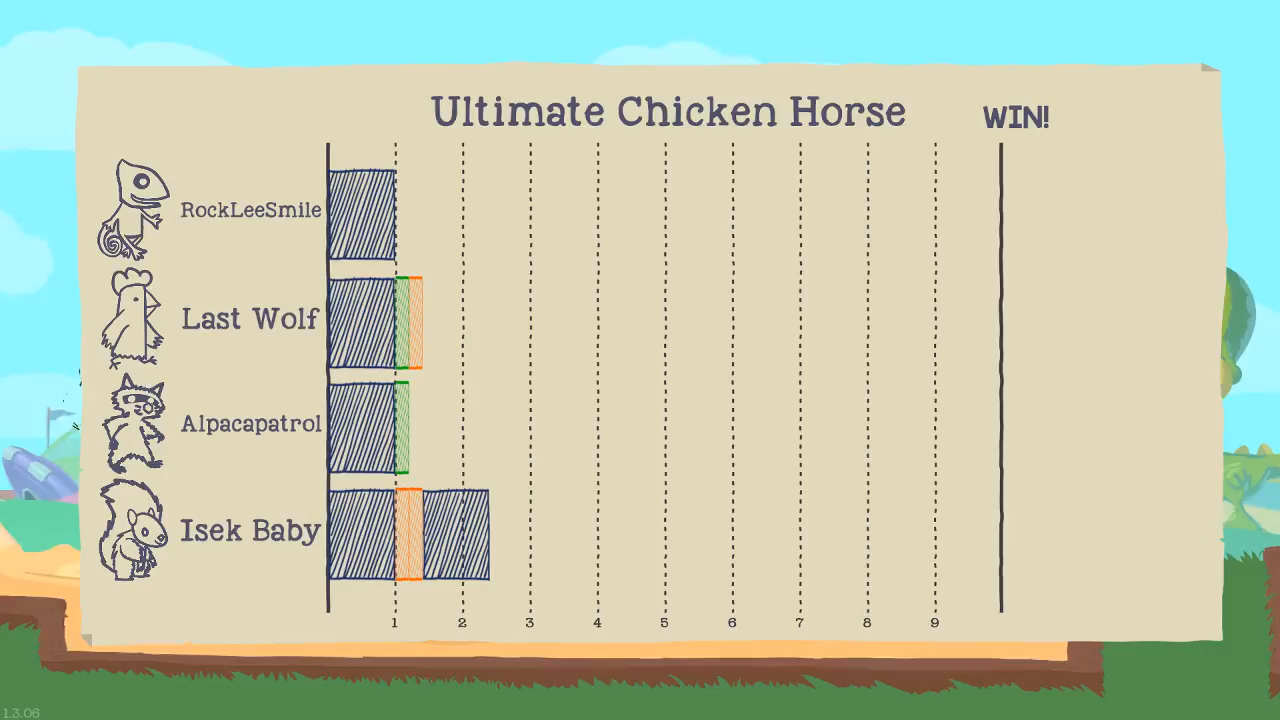 Ultimate Chicken Horse
WIN!
RockLeeSmile
Last Wolf
Alpacapatrol
Isek Baby
1 2 3 4 5 6 7 8 9
1.3.06